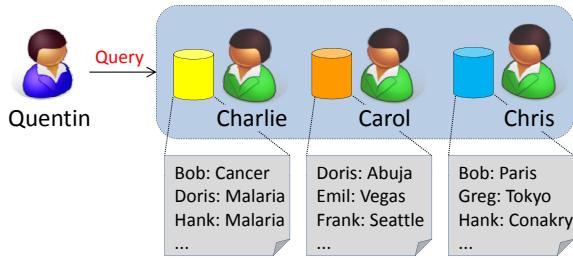 Query
Quentin
Charlie
Carol
Chris
Bob: Cancer
Doris: Malaria
Hank: Malaria
...
Doris: Abuja
Emil: Vegas
Frank: Seattle
...
Bob: Paris
Greg: Tokyo
Hank: Conakry
...